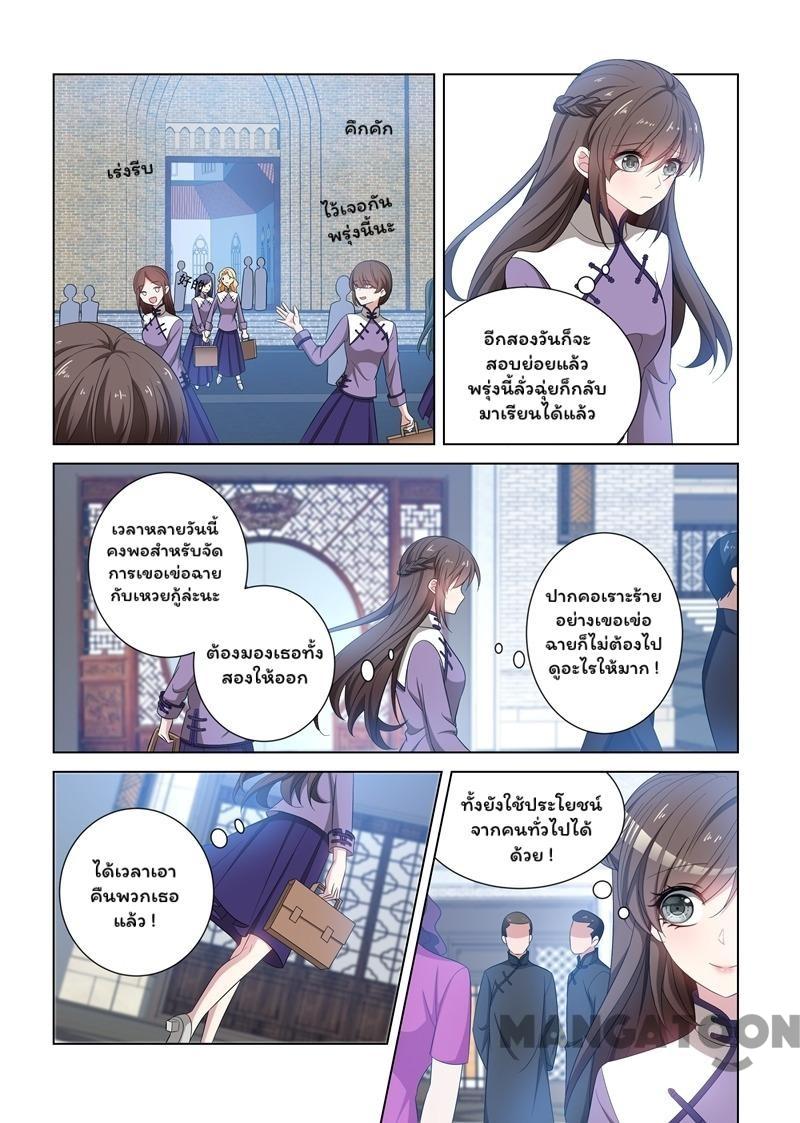 คึกคัก
เร่งรีบ
ไว้เจอกัน
พรุ่งนี้นะ
好的
อีกสองวันก็จะ
สอบย่อยแล้ว
พรุ่งนี้ลั่วฉุ่ยก็กลับ
มาเรียนได้แล้ว
เวลาหลายวันนี้
คงพอสำหรับจัด
การเขอเข่อฉาย
กับเหวยกู้ล่ะนะ
ต้องมองเธอทั้ง
สองให้ออก
ปากคอเราะร้าย
อย่างเขอเข่อ
ฉายก็ไม่ต้องไป
ดูอะไรให้มาก !
ได้เวลาเอา
คืนพวกเธอ
แล้ว !
ทั้งยังใช้ประโยชน์
จากคนทั่วไปได้
ด้วย !
MANGATOON